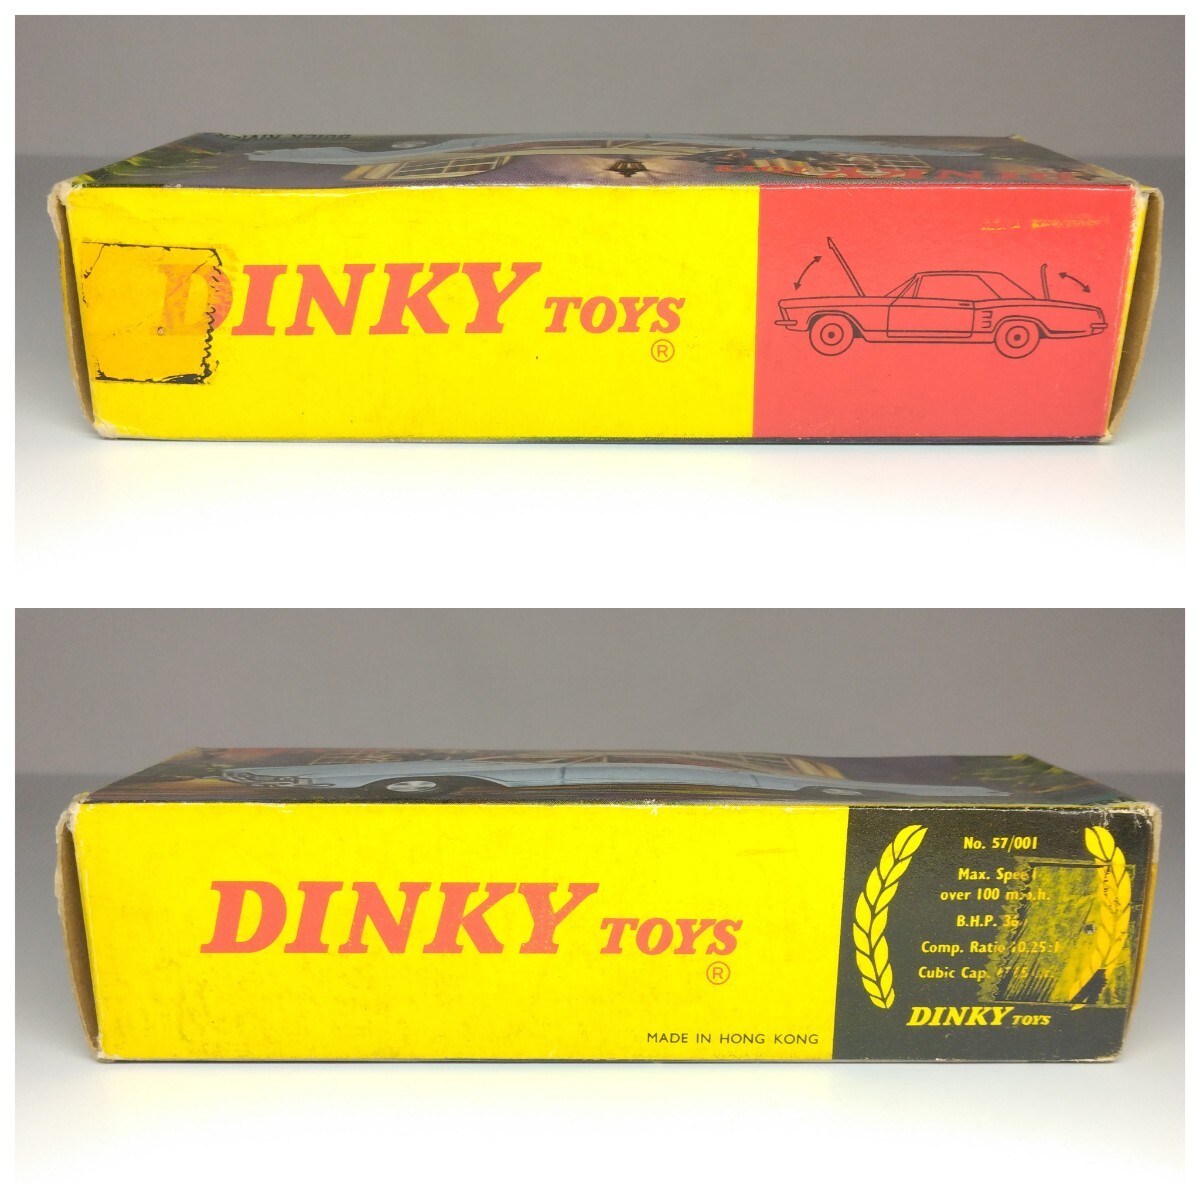 DINKY TOYS
®
DINKY TOYS
®
MADE IN HONG KONG
No. 57/001
Max.
over 100
B.H.P.
Comp. Ratio
Cubic Cap.
DINKY TOYS